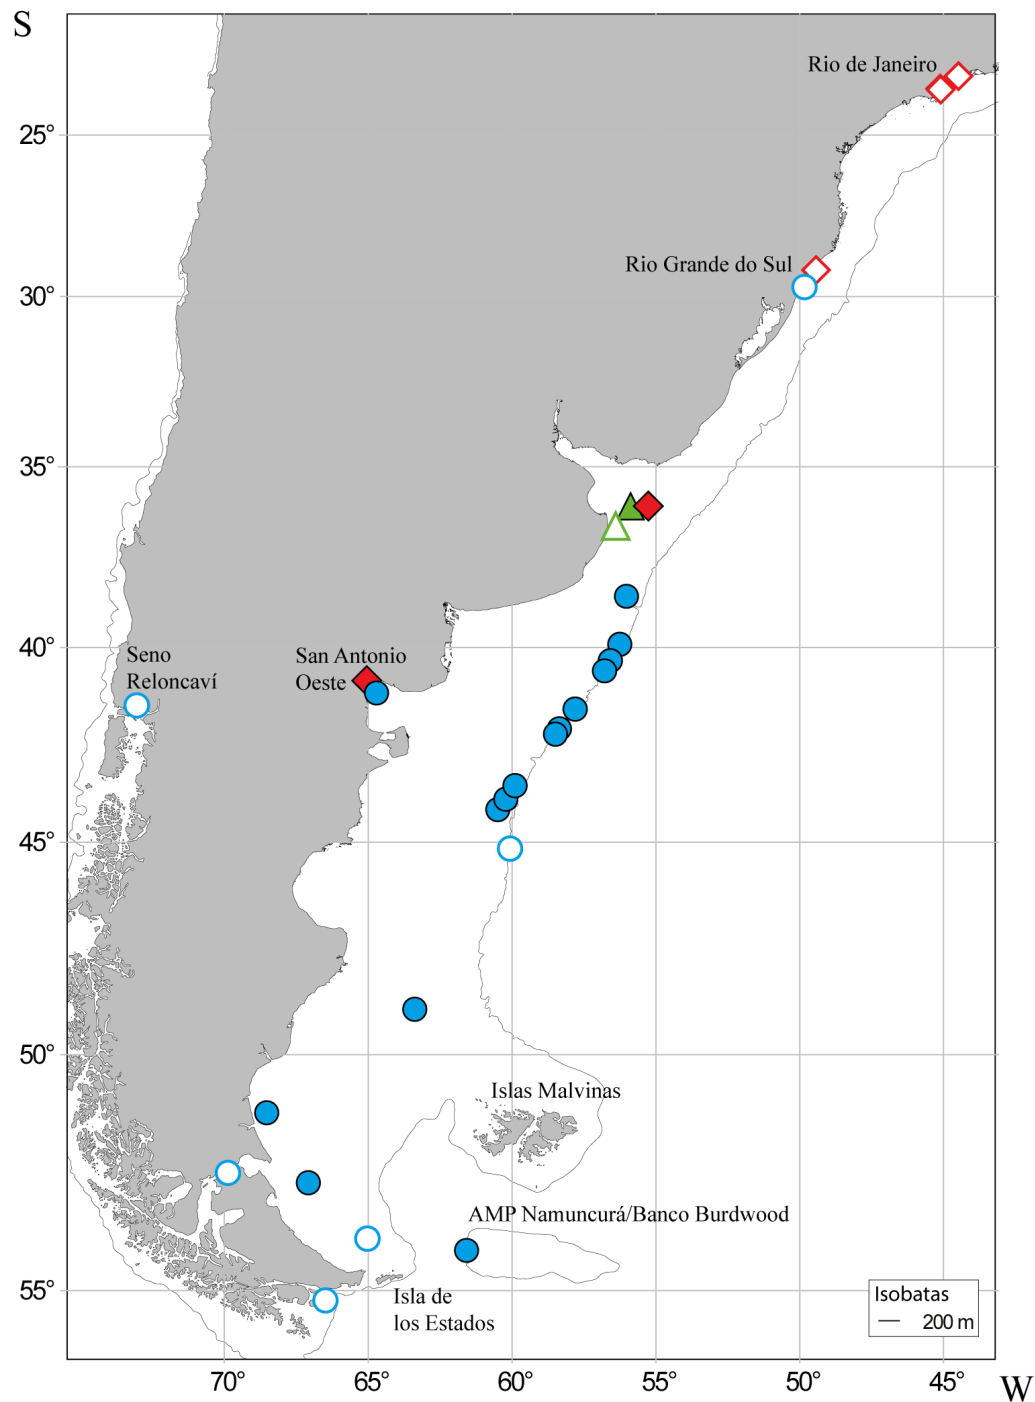 S
Rio de Janeiro
25°
Rio Grande do Sul
30°
35°
40°
Seno
Reloncaví
San Antonio
Oeste
45°
50°
Islas Malvinas
AMP Namuncurá/Banco Burdwood
55°
Isla de
los Estados
Isobatas
200 m
70°
65°
60°
55°
50°
45°
W